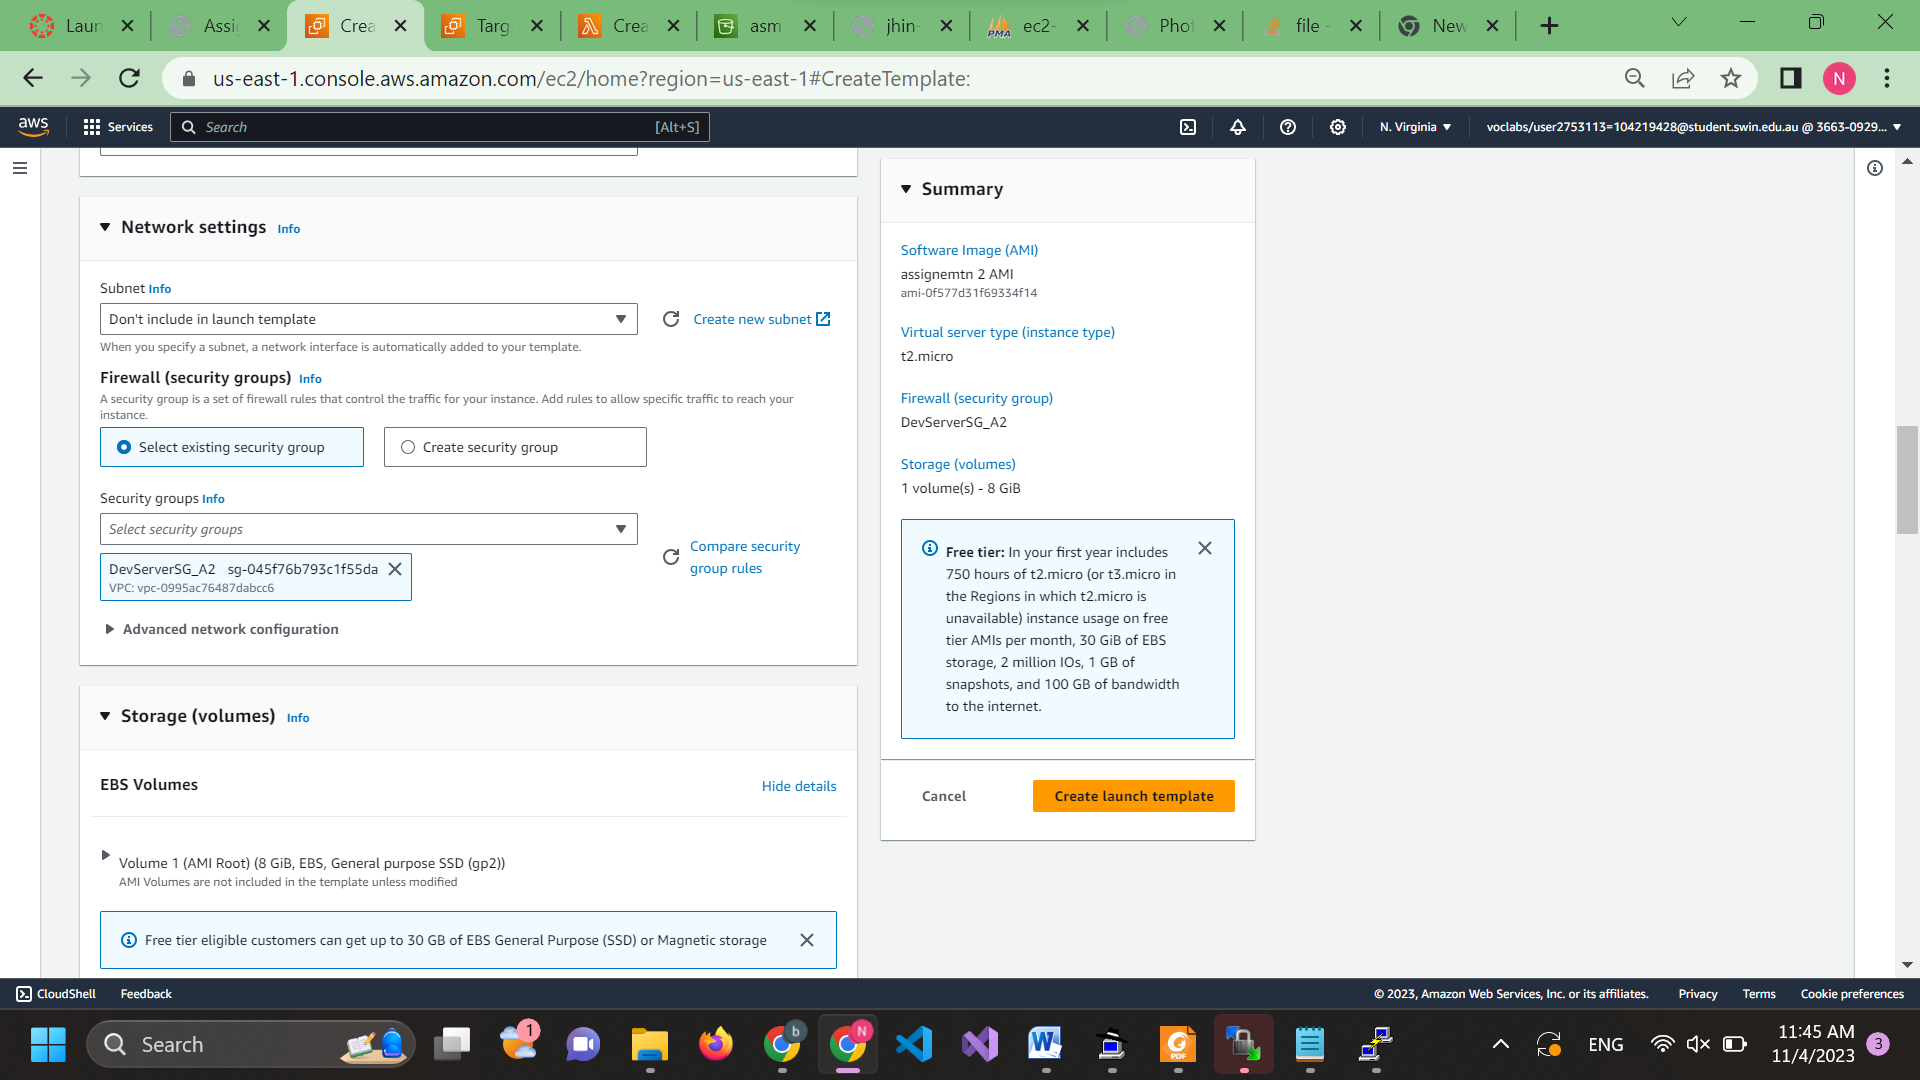 Laun
Assig
Crea
Targ
Crea
asm
jhin-
PMA
ec2-
Phot
file -
New
us-east-1.console.aws.amazon.com/ec2/home?region=us-east-1#CreateTemplate:
N
aws
Services
Search
[Alt+S]
N. Virginia
voclabs/user2753113=104219428@student.swin.edu.au @ 3663-0929...
Network settings Info
Subnet Info
Don't include in launch template
Create new subnet
When you specify a subnet, a network interface is automatically added to your template.
Firewall (security groups) Info
A security group is a set of firewall rules that control the traffic for your instance. Add rules to allow specific traffic to reach your
instance.
Select existing security group
Create security group
Security groups Info
Select security groups
Compare security
group rules
DevServerSG_A2 sg-045f76b793c1f55da
VPC: vpc-0995ac76487dabcc6
Advanced network configuration
Storage (volumes) Info
EBS Volumes
Hide details
Volume 1 (AMI Root) (8 GiB, EBS, General purpose SSD (gp2))
AMI Volumes are not included in the template unless modified
Free tier eligible customers can get up to 30 GB of EBS General Purpose (SSD) or Magnetic storage
Summary
Software Image (AMI)
assignemtn 2 AMI
ami-0f577d31f69334f14
Virtual server type (instance type)
t2.micro
Firewall (security group)
DevServerSG_A2
Storage (volumes)
1 volume(s) - 8 GiB
Free tier: In your first year includes
750 hours of t2.micro (or t3.micro in
the Regions in which t2.micro is
unavailable) instance usage on free
tier AMIs per month, 30 GiB of EBS
storage, 2 million IOs, 1 GB of
snapshots, and 100 GB of bandwidth
to the internet.
Cancel
Create launch template
CloudShell
Feedback
© 2023, Amazon Web Services, Inc. or its affiliates.
Privacy
Terms
Cookie preferences
Search
1
b
N
PDF
ENG
11:45 AM
11/4/2023
3